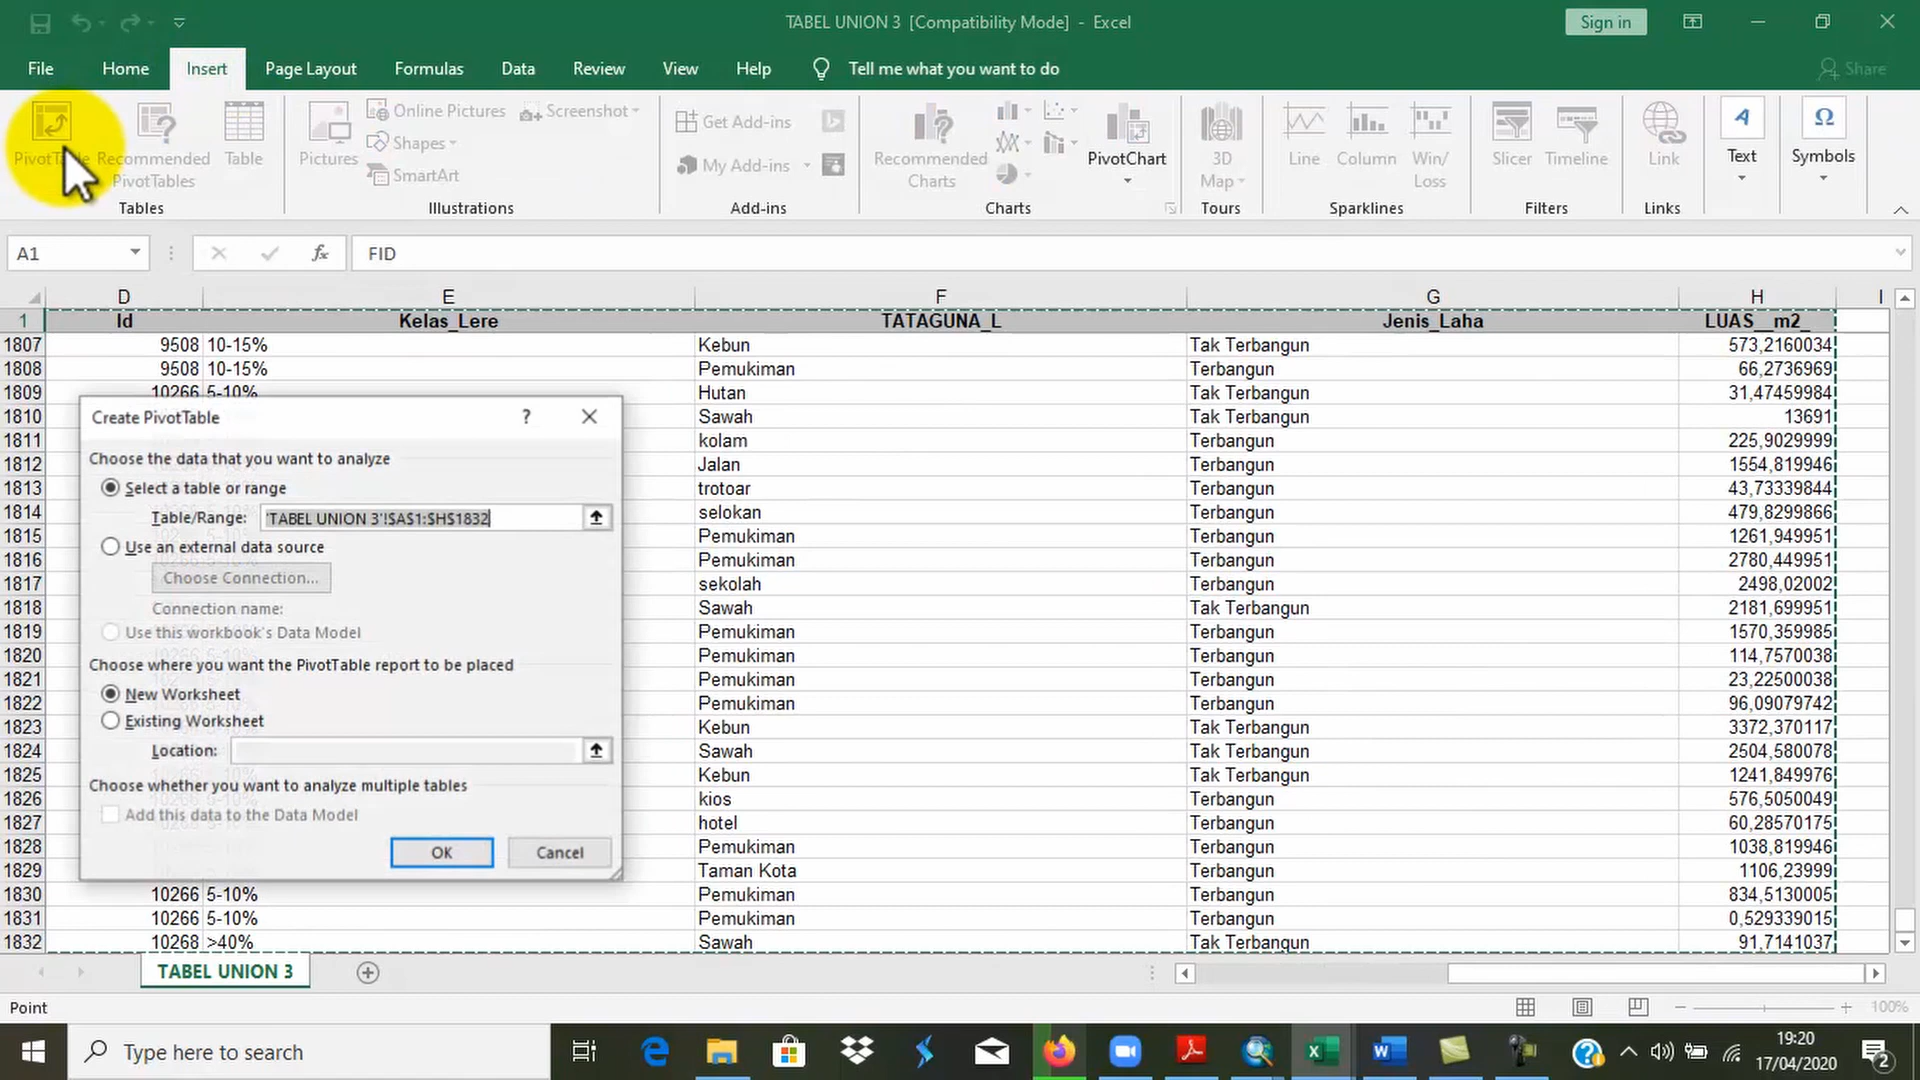 TABEL UNION 3 [Compatibility Mode] - Excel
Sign in
File Home Insert Page Layout Formulas Data Review View Help Tell me what you want to do Share
PivotTable Recommended PivotTables Table
Tables
Pictures Online Pictures Shapes SmartArt Screenshot
Illustrations
Get Add-ins
My Add-ins
Add-ins
Recommended Charts PivotChart
Charts
3D Map
Tours
Line Column Win/Loss
Sparklines
Slicer Timeline
Filters
Link
Links
Text
Symbols
A1 fx FID
D E F G H I
1 Id Kelas_Lere TATAGUNA_L Jenis_Laha LUAS__m2_
1807 9508 10-15% Kebun Tak Terbangun 573,2160034
1808 9508 10-15% Pemukiman Terbangun 66,2736969
1809 10266 5-10% Hutan Tak Terbangun 31,47459984
1810 Sawah Tak Terbangun 13691
1811 kolam Terbangun 225,9029999
1812 Jalan Terbangun 1554,819946
1813 trotoar Terbangun 43,73339844
1814 selokan Terbangun 479,8299866
1815 Pemukiman Terbangun 1261,949951
1816 Pemukiman Terbangun 2780,449951
1817 sekolah Terbangun 2498,02002
1818 Sawah Tak Terbangun 2181,699951
1819 Pemukiman Terbangun 1570,359985
1820 Pemukiman Terbangun 114,7570038
1821 Pemukiman Terbangun 23,22500038
1822 Pemukiman Terbangun 96,09079742
1823 Kebun Tak Terbangun 3372,370117
1824 Sawah Tak Terbangun 2504,580078
1825 Kebun Tak Terbangun 1241,849976
1826 kios Terbangun 576,5050049
1827 hotel Terbangun 60,28570175
1828 Pemukiman Terbangun 1038,819946
1829 Taman Kota Terbangun 1106,23999
1830 10266 5-10% Pemukiman Terbangun 834,5130005
1831 10266 5-10% Pemukiman Terbangun 0,529339015
1832 10268 >40% Sawah Tak Terbangun 91,7141037
Create PivotTable ?
Choose the data that you want to analyze
Select a table or range
Table/Range: 'TABEL UNION 3'!$A$1:$H$1832
Use an external data source
Choose Connection...
Connection name:
Use this workbook's Data Model
Choose where you want the PivotTable report to be placed
New Worksheet
Existing Worksheet
Location:
Choose whether you want to analyze multiple tables
Add this data to the Data Model
OK Cancel
TABEL UNION 3
Point 100%
Type here to search
19:20
17/04/2020
2